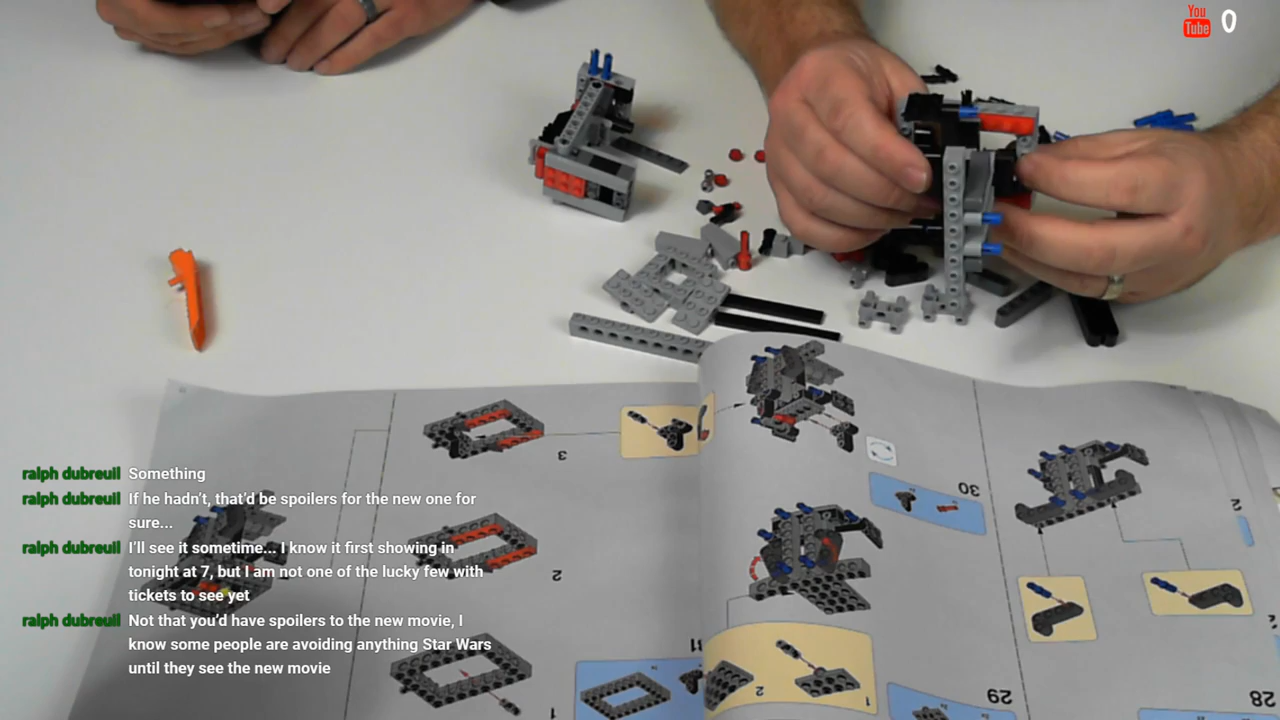 You
Tube 0
ralph dubreuil Something
ralph dubreuil If he hadn't, that'd be spoilers for the new one for
sure...
ralph dubreuil I'll see it sometime... I know it first showing in
tonight at 7, but I am not one of the lucky few with
tickets to see yet
ralph dubreuil Not that you'd have spoilers to the new movie, I
know some people are avoiding anything Star Wars
until they see the new movie
3
30
2
2
31
1
2
1
29
28